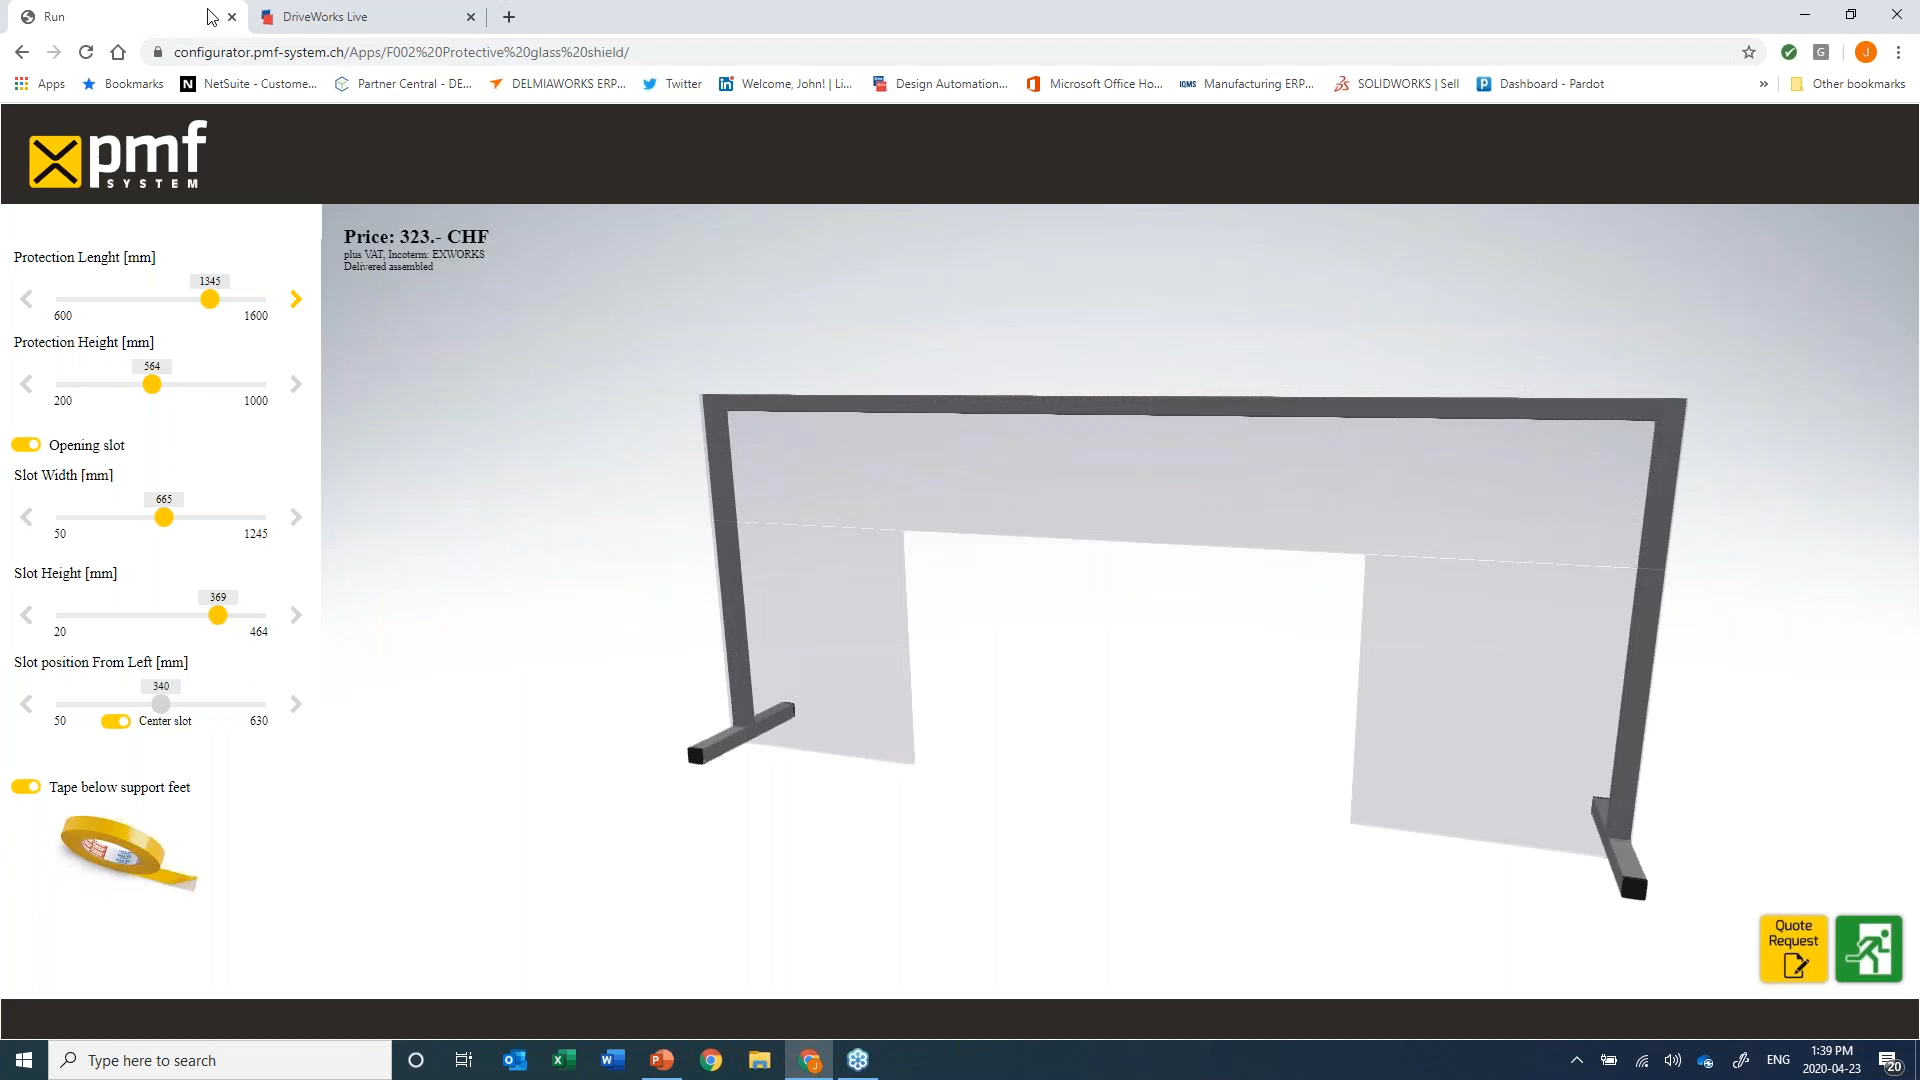 Run
DriveWorks Live
configurator.pmf-system.ch/Apps/F002%20Protective%20glass%20shield/
G
J
Apps
Bookmarks
N NetSuite - Custome...
Partner Central - DE...
DELMIAWORKS ERP...
Twitter
Welcome, John! | Li...
Design Automation...
Microsoft Office Ho...
IQMS Manufacturing ERP...
SOLIDWORKS | Sell
Dashboard - Pardot
»
Other bookmarks
pmf
SYSTEM
Price: 323.- CHF
plus VAT, Incoterm: EXWORKS
Delivered assembled
Protection Lenght [mm]
1345
600 1600
Protection Height [mm]
564
200 1000
Opening slot
Slot Width [mm]
665
50 1245
Slot Height [mm]
369
20 464
Slot position From Left [mm]
340
50 Center slot 630
Tape below support feet
Quote
Request
Type here to search
ENG
1:39 PM
2020-04-23
20